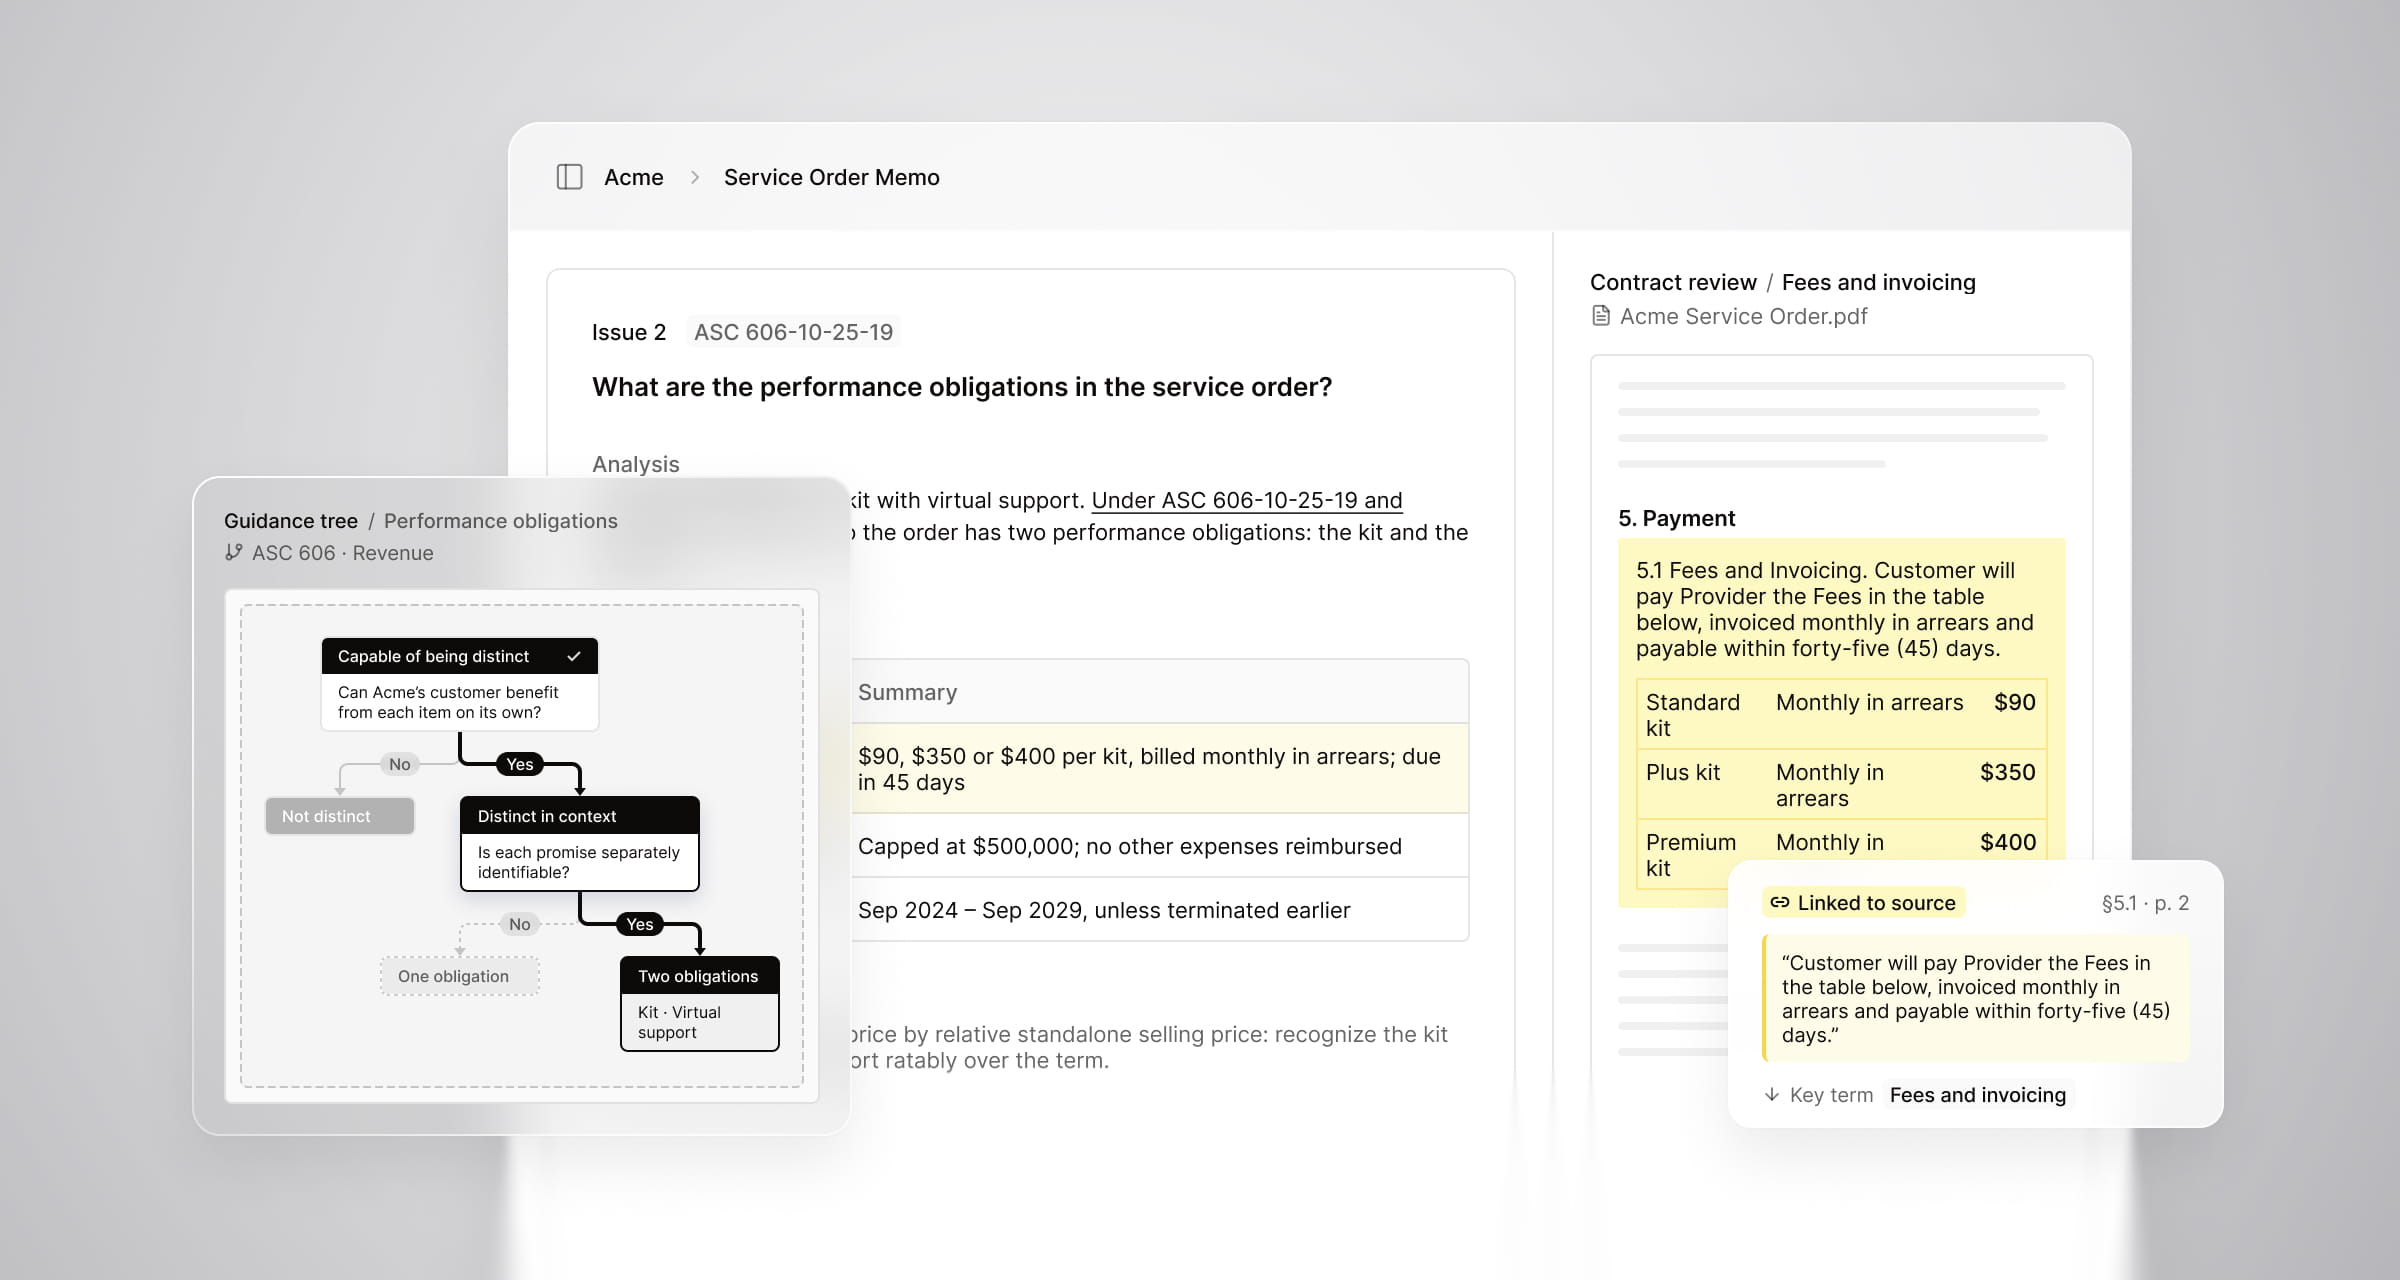 Acme > Service Order Memo
Issue 2 ASC 606-10-25-19
What are the performance obligations in the service order?
Analysis
kit with virtual support. Under ASC 606-10-25-19 and
the order has two performance obligations: the kit and the
Summary
$90, $350 or $400 per kit, billed monthly in arrears; due
in 45 days
Capped at $500,000; no other expenses reimbursed
Sep 2024 – Sep 2029, unless terminated earlier
price by relative standalone selling price: recognize the kit
ratably over the term.
Guidance tree / Performance obligations
ASC 606 · Revenue
Capable of being distinct
Can Acme’s customer benefit
from each item on its own?
No
Yes
Not distinct
Distinct in context
Is each promise separately
identifiable?
No
Yes
One obligation
Two obligations
Kit · Virtual
support
Contract review / Fees and invoicing
Acme Service Order.pdf
5. Payment
5.1 Fees and Invoicing. Customer will
pay Provider the Fees in the table
below, invoiced monthly in arrears and
payable within forty-five (45) days.
Standard Monthly in arrears $90
kit
Plus kit Monthly in $350
arrears
Premium Monthly in $400
kit
Linked to source §5.1 · p. 2
“Customer will pay Provider the Fees in
the table below, invoiced monthly in
arrears and payable within forty-five (45)
days.”
Key term Fees and invoicing